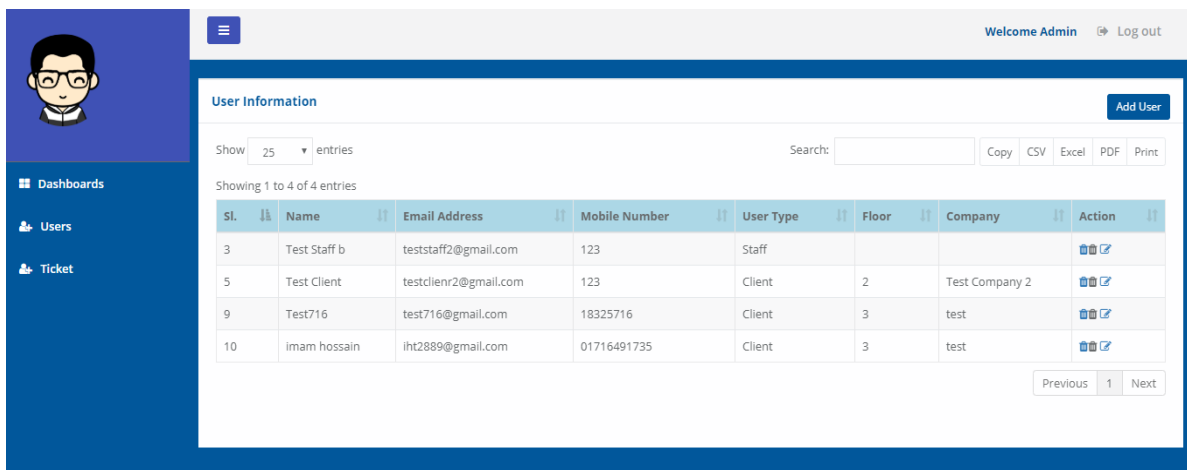 Welcome Admin Log out
User Information Add User
Show 25 entries Search: Copy CSV Excel PDF Print
Dashboards
Showing 1 to 4 of 4 entries
Sl. Name Email Address Mobile Number User Type Floor Company Action
Users
3 Test Staff b teststaff2@gmail.com 123 Staff
Ticket
5 Test Client testclienr2@gmail.com 123 Client 2 Test Company 2
9 Test716 test716@gmail.com 18325716 Client 3 test
10 imam hossain iht2889@gmail.com 01716491735 Client 3 test
Previous 1 Next